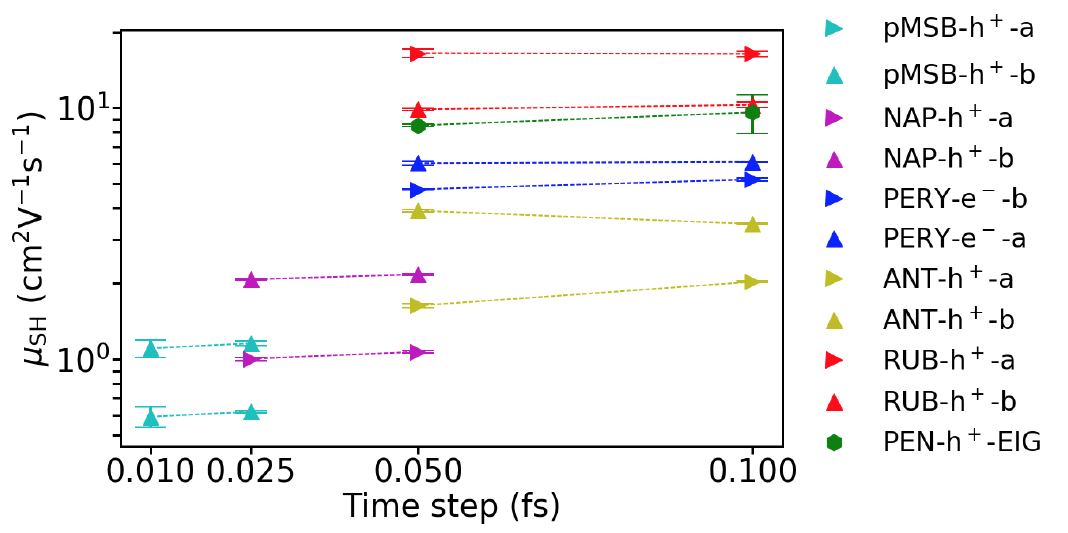 μSH (cm²V⁻¹s⁻¹)
10¹
10⁰
0.010 0.025 0.050 0.100
Time step (fs)
pMSB-h⁺-a
pMSB-h⁺-b
NAP-h⁺-a
NAP-h⁺-b
PERY-e⁻-b
PERY-e⁻-a
ANT-h⁺-a
ANT-h⁺-b
RUB-h⁺-a
RUB-h⁺-b
PEN-h⁺-EIG